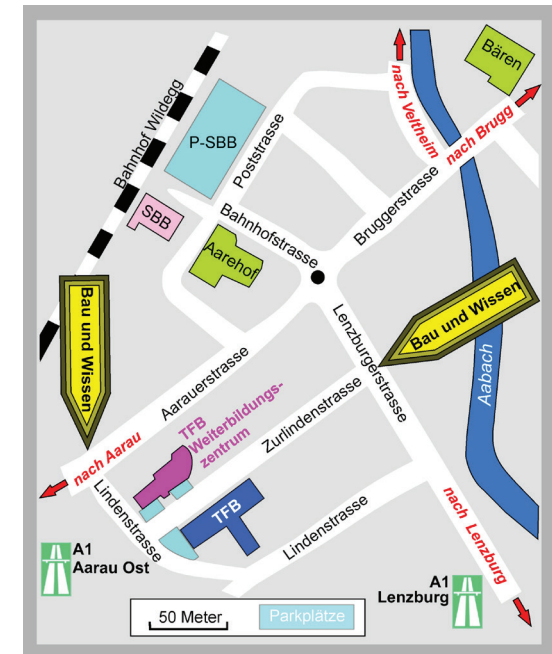 Bären
nach Veltheim
nach Brugg
Bahnhof Wildegg
P-SBB
Poststrasse
SBB
Bahnhofstrasse
Bruggerstrasse
Aarehof
Bau und Wissen
Bau und Wissen
Lenzburgerstrasse
Aabach
Aarauerstrasse
TFB
Weiterbildungs-
zentrum
Zurlindenstrasse
nach Aarau
Lindenstrasse
TFB
Lindenstrasse
nach Lenzburg
A1
Aarau Ost
A1
Lenzburg
50 Meter
Parkplätze